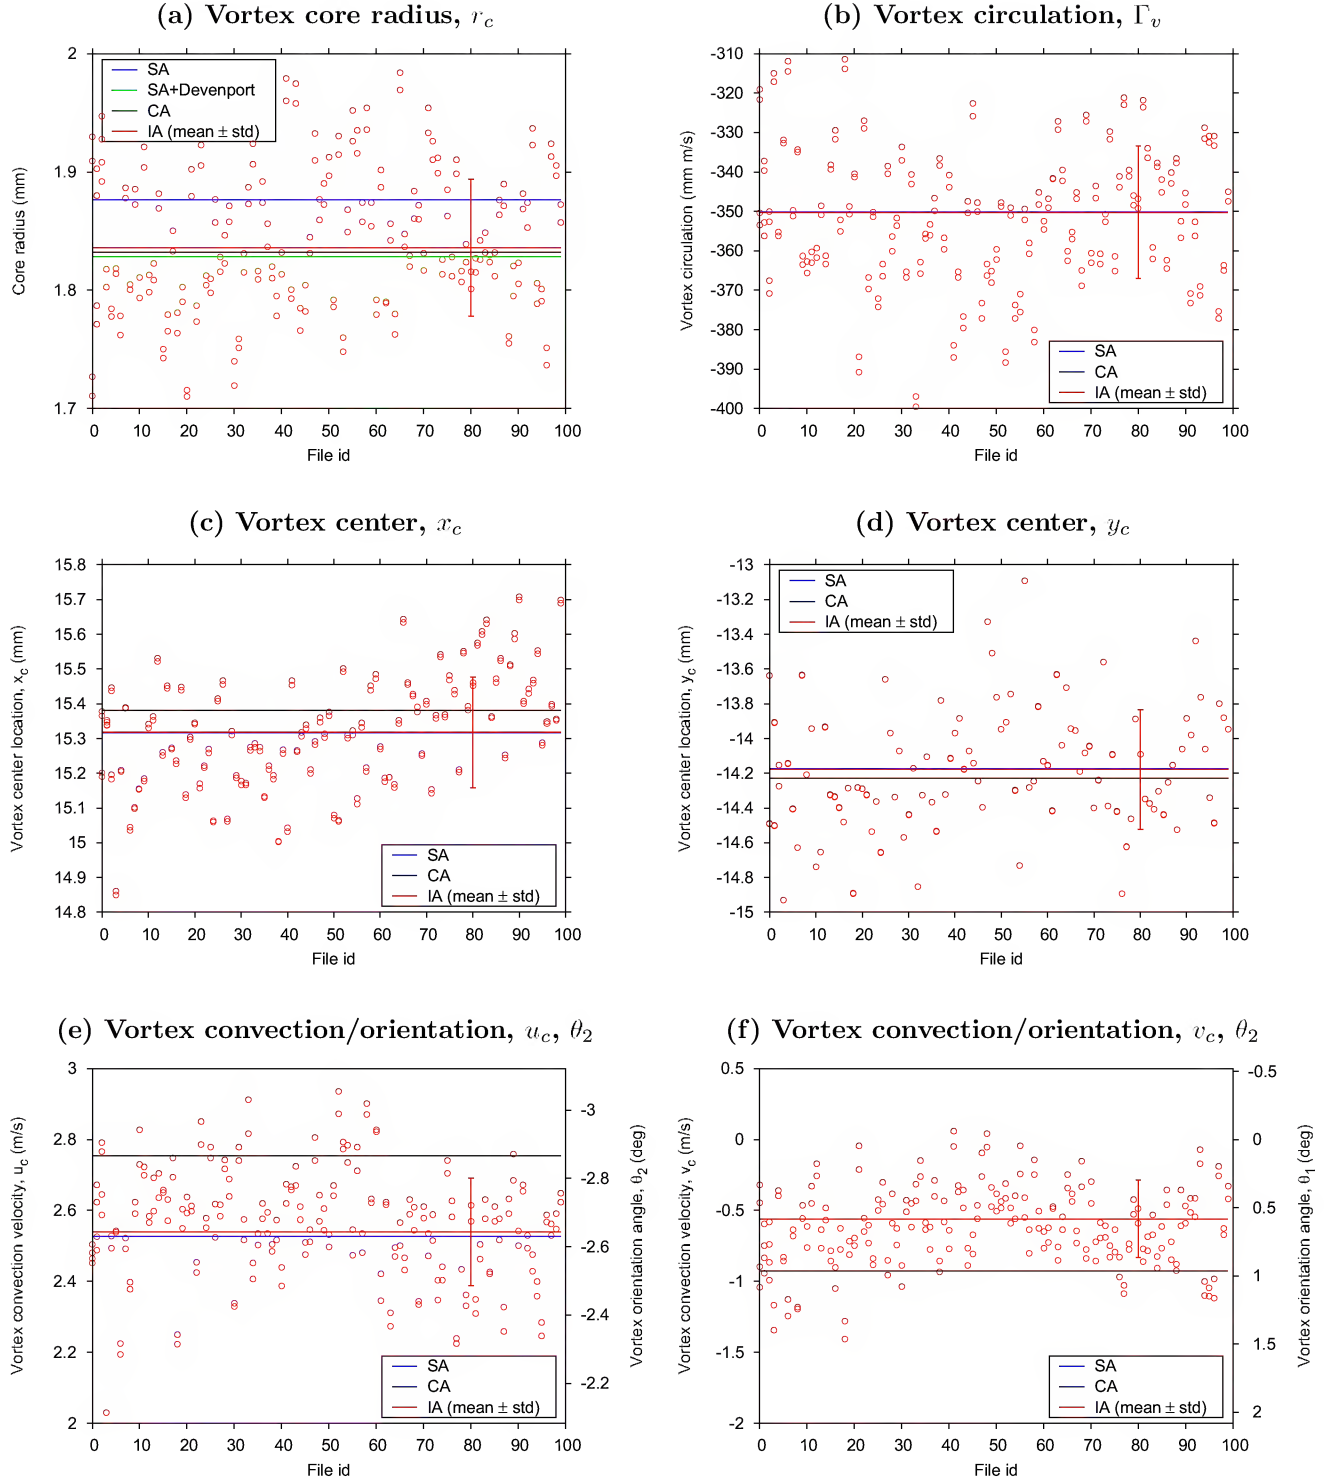 (a) Vortex core radius, r_c
2
1.9
1.8
1.7
Core radius (mm)
SA
SA+Devenport
CA
IA (mean ± std)
0 10 20 30 40 50 60 70 80 90 100
File id
(b) Vortex circulation, Γ_v
-310
-320
-330
-340
-350
-360
-370
-380
-390
-400
Vortex circulation (mm m/s)
SA
CA
IA (mean ± std)
0 10 20 30 40 50 60 70 80 90 100
File id
(c) Vortex center, x_c
15.8
15.7
15.6
15.5
15.4
15.3
15.2
15.1
15
14.9
14.8
Vortex center location, x_c (mm)
SA
CA
IA (mean ± std)
0 10 20 30 40 50 60 70 80 90 100
File id
(d) Vortex center, y_c
-13
-13.2
-13.4
-13.6
-13.8
-14
-14.2
-14.4
-14.6
-14.8
-15
Vortex center location, y_c (mm)
SA
CA
IA (mean ± std)
0 10 20 30 40 50 60 70 80 90 100
File id
(e) Vortex convection/orientation, u_c, θ_2
3
2.8
2.6
2.4
2.2
2
Vortex convection velocity, u_c (m/s)
-3
-2.8
-2.6
-2.4
-2.2
Vortex orientation angle, θ_2 (deg)
SA
CA
IA (mean ± std)
0 10 20 30 40 50 60 70 80 90 100
File id
(f) Vortex convection/orientation, v_c, θ_2
0.5
0
-0.5
-1
-1.5
-2
Vortex convection velocity, v_c (m/s)
-0.5
0
0.5
1
1.5
2
Vortex orientation angle, θ_1 (deg)
SA
CA
IA (mean ± std)
0 10 20 30 40 50 60 70 80 90 100
File id